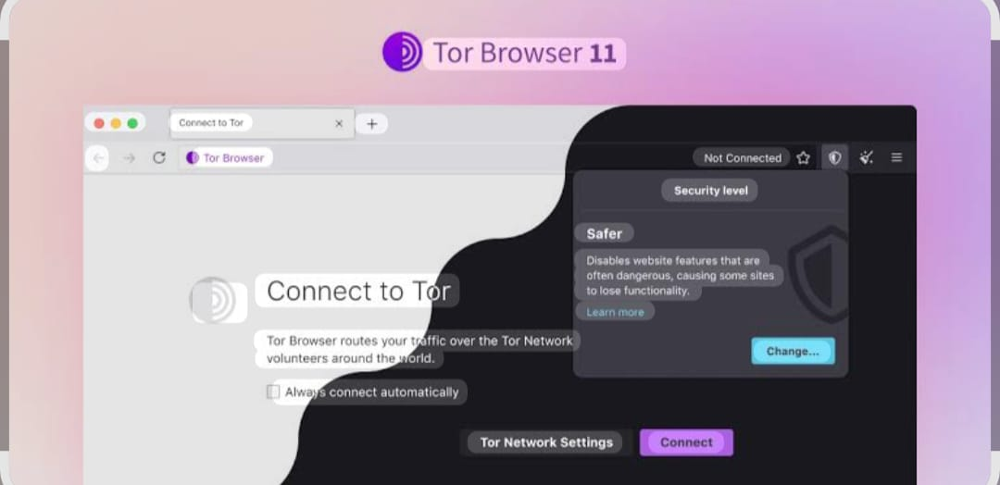 Tor Browser 11
Connect to Tor
Tor Browser
Not Connected
Security level
Safer
Disables website features that are
often dangerous, causing some sites
to lose functionality.
Learn more
Change...
Connect to Tor
Tor Browser routes your traffic over the Tor Network
volunteers around the world.
Always connect automatically
Tor Network Settings
Connect